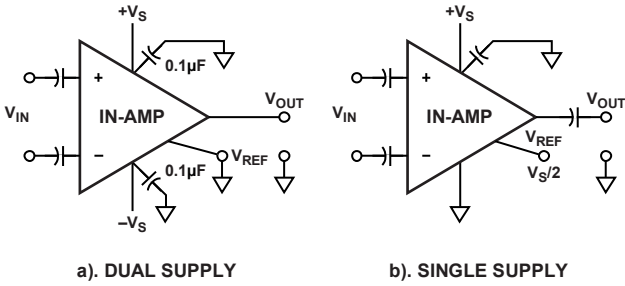 +VS
0.1µF
+
VIN
IN-AMP
VOUT
–
VREF
0.1µF
–VS
a). DUAL SUPPLY
+VS
+
VIN
IN-AMP
VOUT
VREF
–
VS/2
b). SINGLE SUPPLY